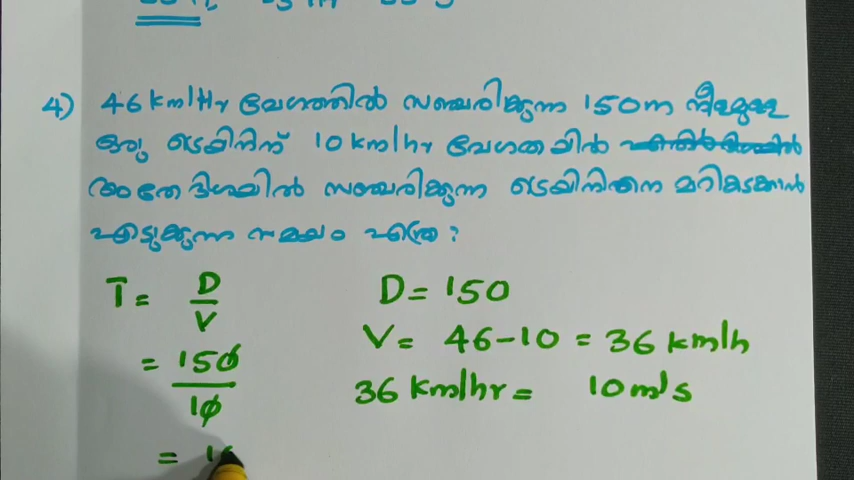 4) 46 km/Hr വേഗത്തിൽ സഞ്ചരിക്കുന്ന 150m നീളമുള്ള
ഒരു ട്രെയിനിന് 10 km/hr വേഗതയിൽ
അതേ ദിശയിൽ സഞ്ചരിക്കുന്ന ട്രെയിനിനെ മറികടക്കാൻ
എടുക്കുന്ന സമയം എത്ര?
T = D/V D = 150
V = 46-10 = 36 km/h
= 150/10 36 km/hr = 10 m/s
= 1